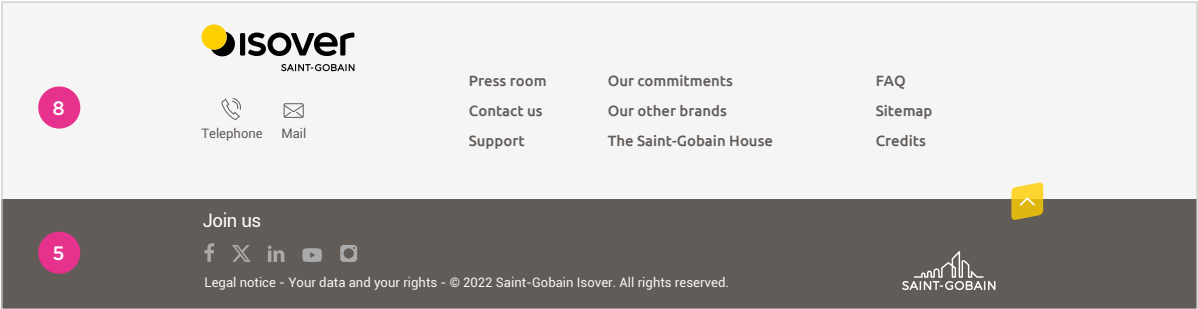 isover
SAINT-GOBAIN
8
Telephone Mail
Press room
Contact us
Support
Our commitments
Our other brands
The Saint-Gobain House
FAQ
Sitemap
Credits
5
Join us
Legal notice - Your data and your rights - © 2022 Saint-Gobain Isover. All rights reserved.
SAINT-GOBAIN